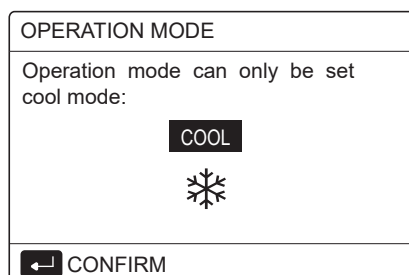 OPERATION MODE
Operation mode can only be set
cool mode:
COOL
CONFIRM